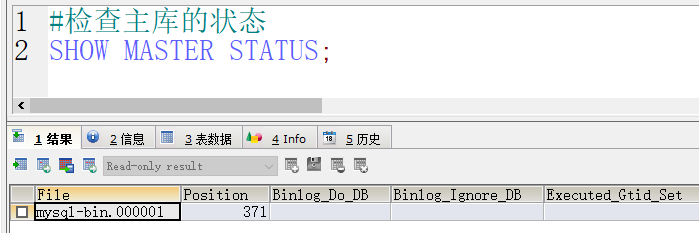 1 #检查主库的状态
2 SHOW MASTER STATUS;
1 结果 2 信息 3 表数据 4 Info 5 历史
Read-only result
File Position Binlog_Do_DB Binlog_Ignore_DB Executed_Gtid_Set
mysql-bin.000001 371